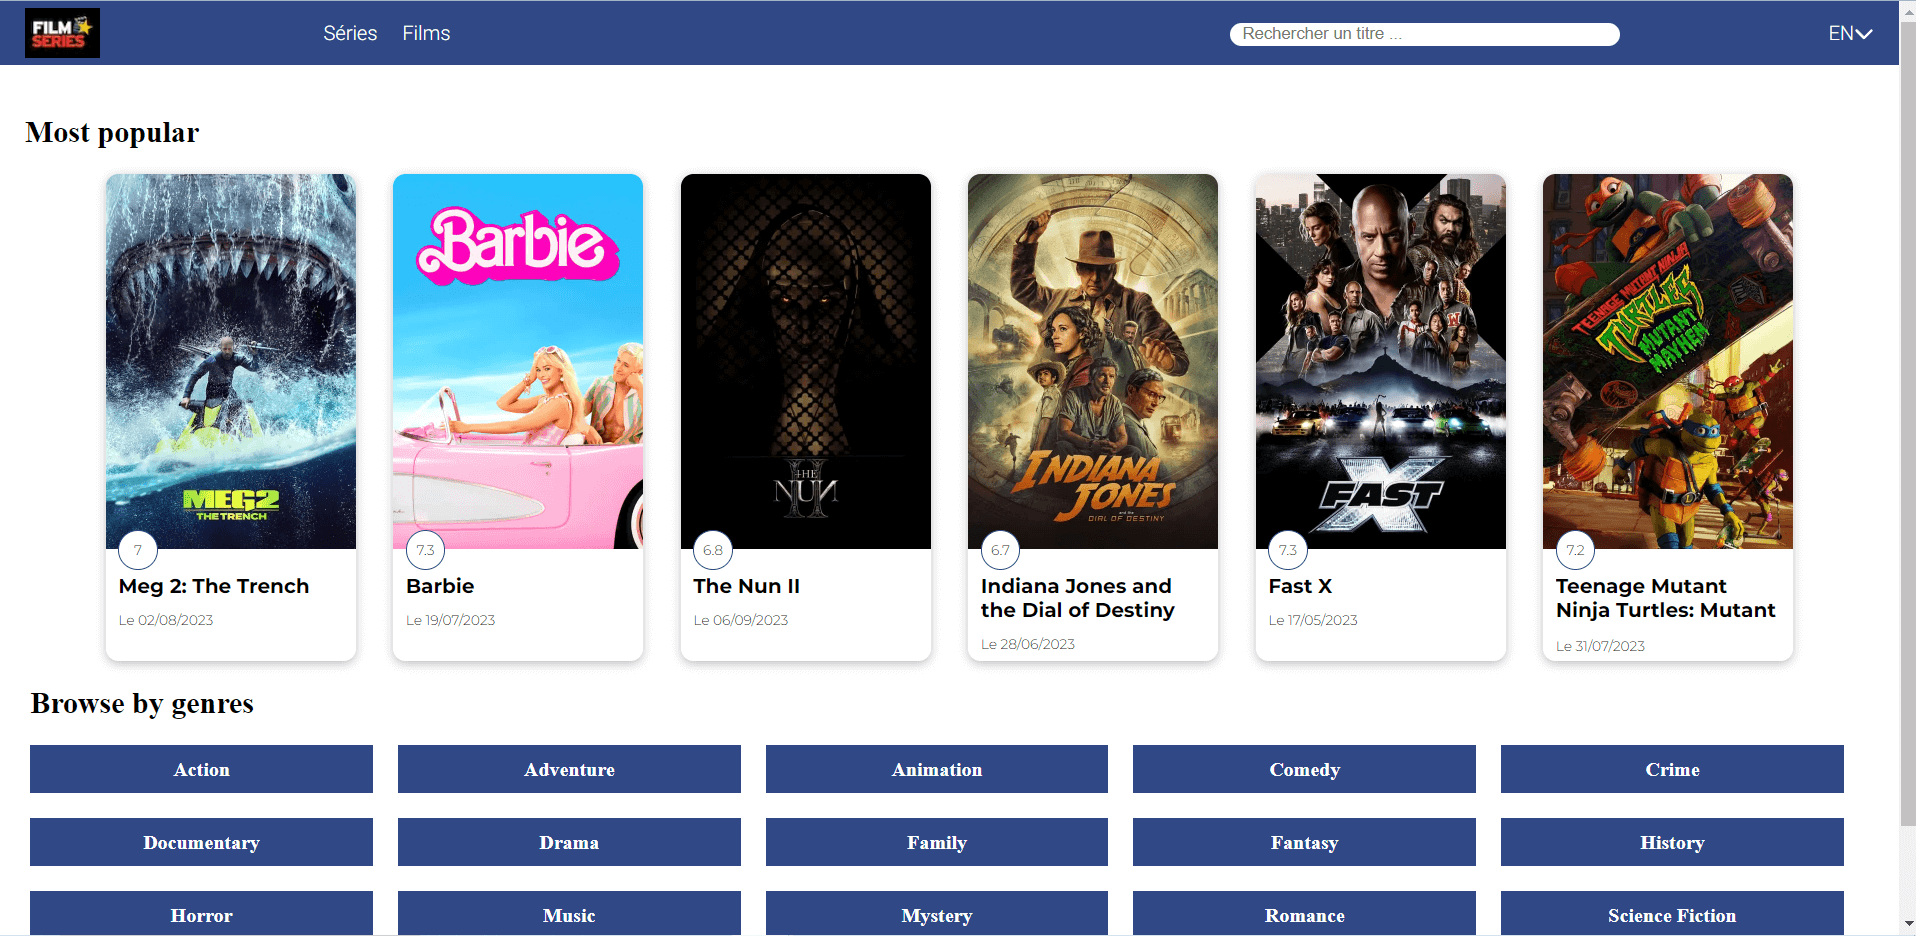 FILM
SERIES
Séries
Films
Rechercher un titre ...
EN
Most popular
MEG2
THE TRENCH
7
Meg 2: The Trench
Le 02/08/2023
Barbie
7.3
Barbie
Le 19/07/2023
THE
NUN
II
6.8
The Nun II
Le 06/09/2023
INDIANA
JONES
and the
DIAL OF DESTINY
6.7
Indiana Jones and
the Dial of Destiny
Le 28/06/2023
FAST
X
7.3
Fast X
Le 17/05/2023
TEENAGE MUTANT NINJA
TURTLES
MUTANT
MAYHEM
7.2
Teenage Mutant
Ninja Turtles: Mutant
Le 31/07/2023
Browse by genres
Action
Adventure
Animation
Comedy
Crime
Documentary
Drama
Family
Fantasy
History
Horror
Music
Mystery
Romance
Science Fiction